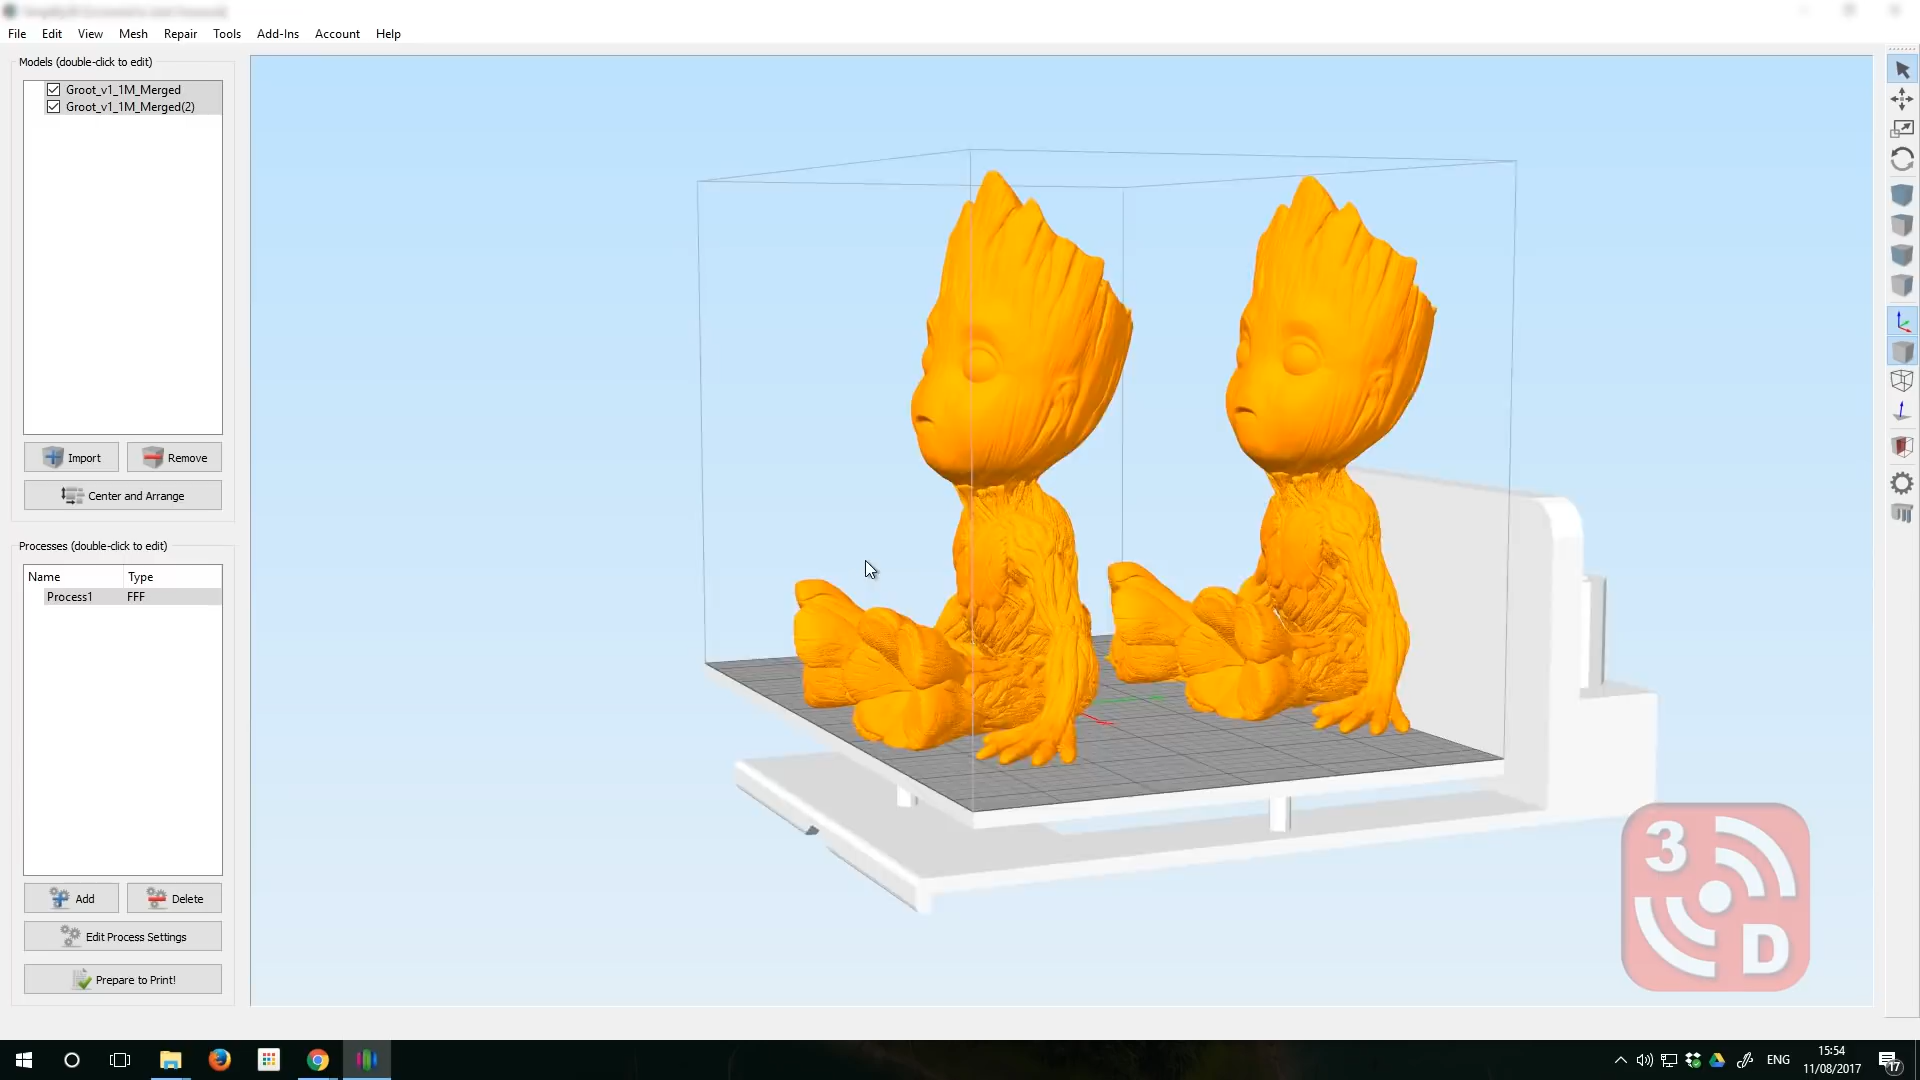 File Edit View Mesh Repair Tools Add-Ins Account Help
Models (double-click to edit)
Groot_v1_1M_Merged
Groot_v1_1M_Merged(2)
Import Remove
Center and Arrange
Processes (double-click to edit)
Name Type
Process1 FFF
Add Delete
Edit Process Settings
Prepare to Print!
3
D
ENG
15:54
11/08/2017
17